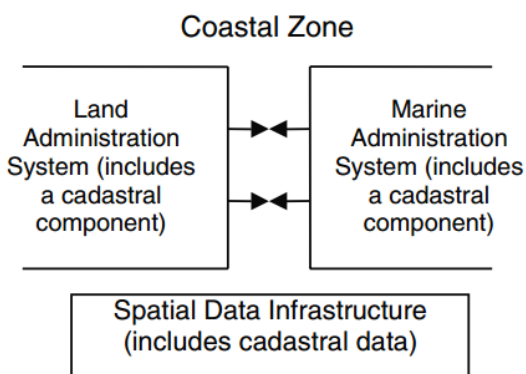 Coastal Zone
Land
Administration
System (includes
a cadastral
component)
Marine
Administration
System (includes
a cadastral
component)
Spatial Data Infrastructure
(includes cadastral data)